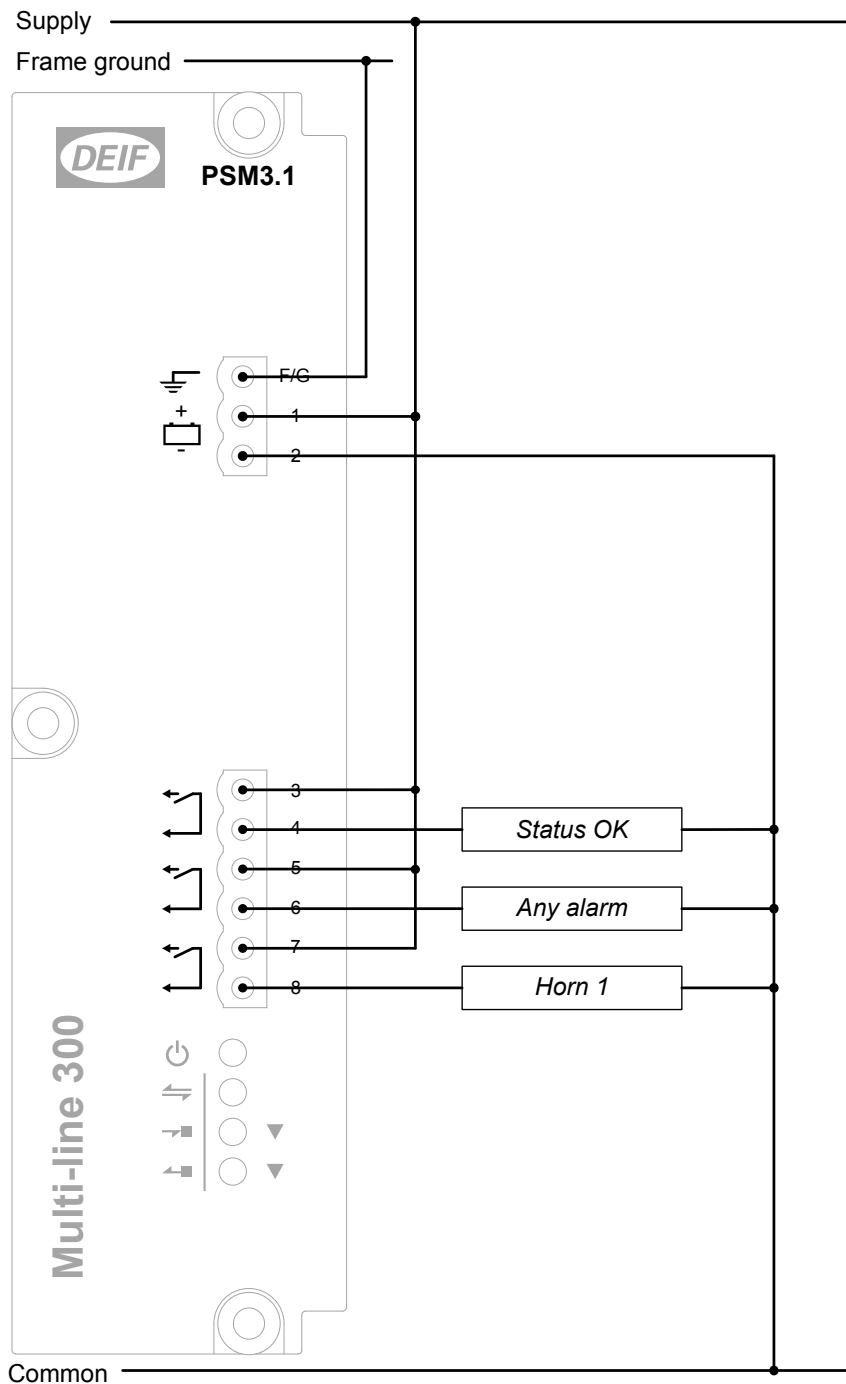 Supply
Frame ground
DEIF
PSM3.1
F/G
+
1
-
2
3
4
Status OK
5
6
Any alarm
7
8
Horn 1
Multi-line 300
Common